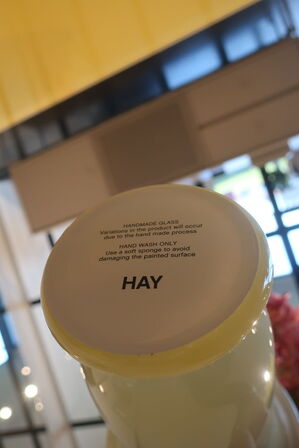 HANDMADE GLASS
Variations in the product will occur
due to the hand made process
HAND WASH ONLY
Use a soft sponge to avoid
damaging the painted surface
HAY